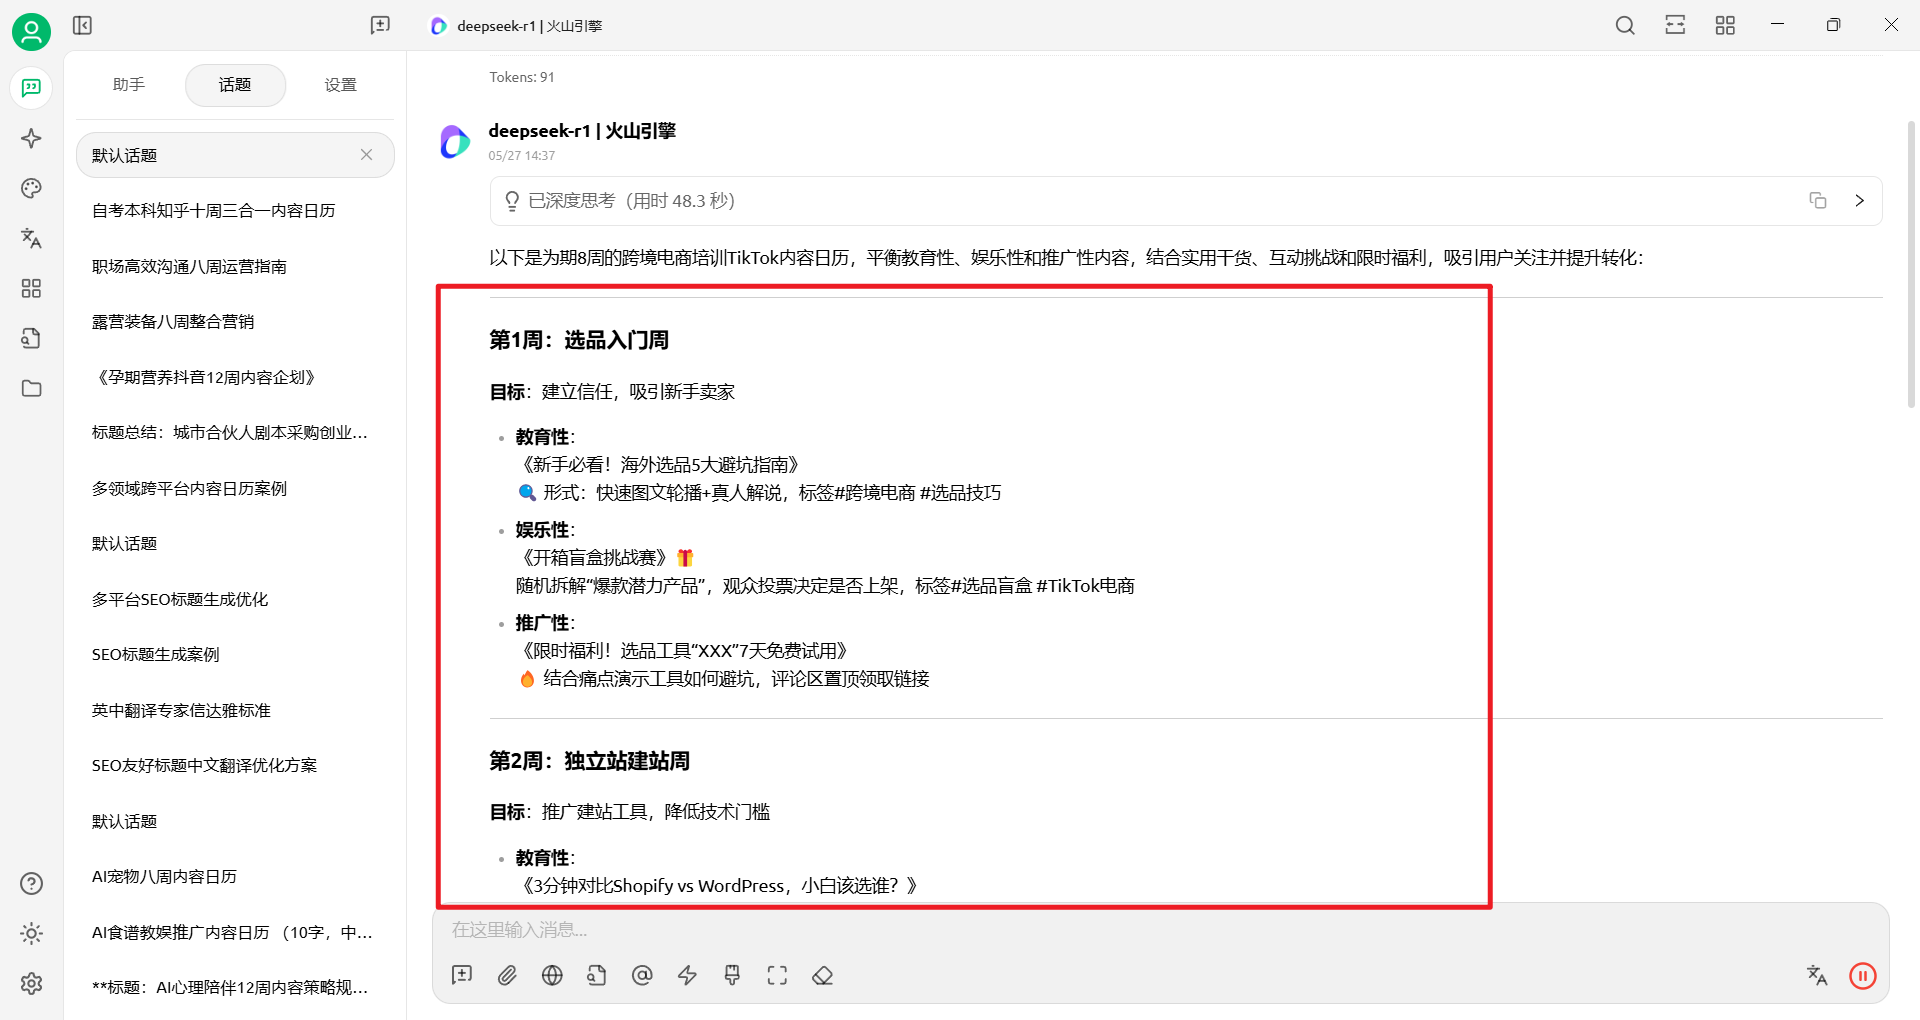 deepseek-r1 | 火山引擎
助手
话题
设置
默认话题
自考本科知乎十周三合一内容日历
职场高效沟通八周运营指南
露营装备八周整合营销
《孕期营养抖音12周内容企划》
标题总结：城市合伙人剧本采购创业...
多领域跨平台内容日历案例
默认话题
多平台SEO标题生成优化
SEO标题生成案例
英中翻译专家信达雅标准
SEO友好标题中文翻译优化方案
默认话题
AI宠物八周内容日历
AI食谱教娱推广内容日历 （10字，中...
**标题：AI心理陪伴12周内容策略规...
Tokens: 91
deepseek-r1 | 火山引擎
05/27 14:37
已深度思考（用时 48.3 秒）
以下是为期8周的跨境电商培训TikTok内容日历，平衡教育性、娱乐性和推广性内容，结合实用干货、互动挑战和限时福利，吸引用户关注并提升转化：
第1周：选品入门周
目标：建立信任，吸引新手卖家
教育性：
《新手必看！海外选品5大避坑指南》
🔍 形式：快速图文轮播+真人解说，标签#跨境电商 #选品技巧
娱乐性：
《开箱盲盒挑战赛》🎁
随机拆解“爆款潜力产品”，观众投票决定是否上架，标签#选品盲盒 #TikTok电商
推广性：
《限时福利！选品工具“XXX”7天免费试用》
🔥 结合痛点演示工具如何避坑，评论区置顶领取链接
第2周：独立站建站周
目标：推广建站工具，降低技术门槛
教育性：
《3分钟对比Shopify vs WordPress，小白该选谁？》
在这里输入消息...